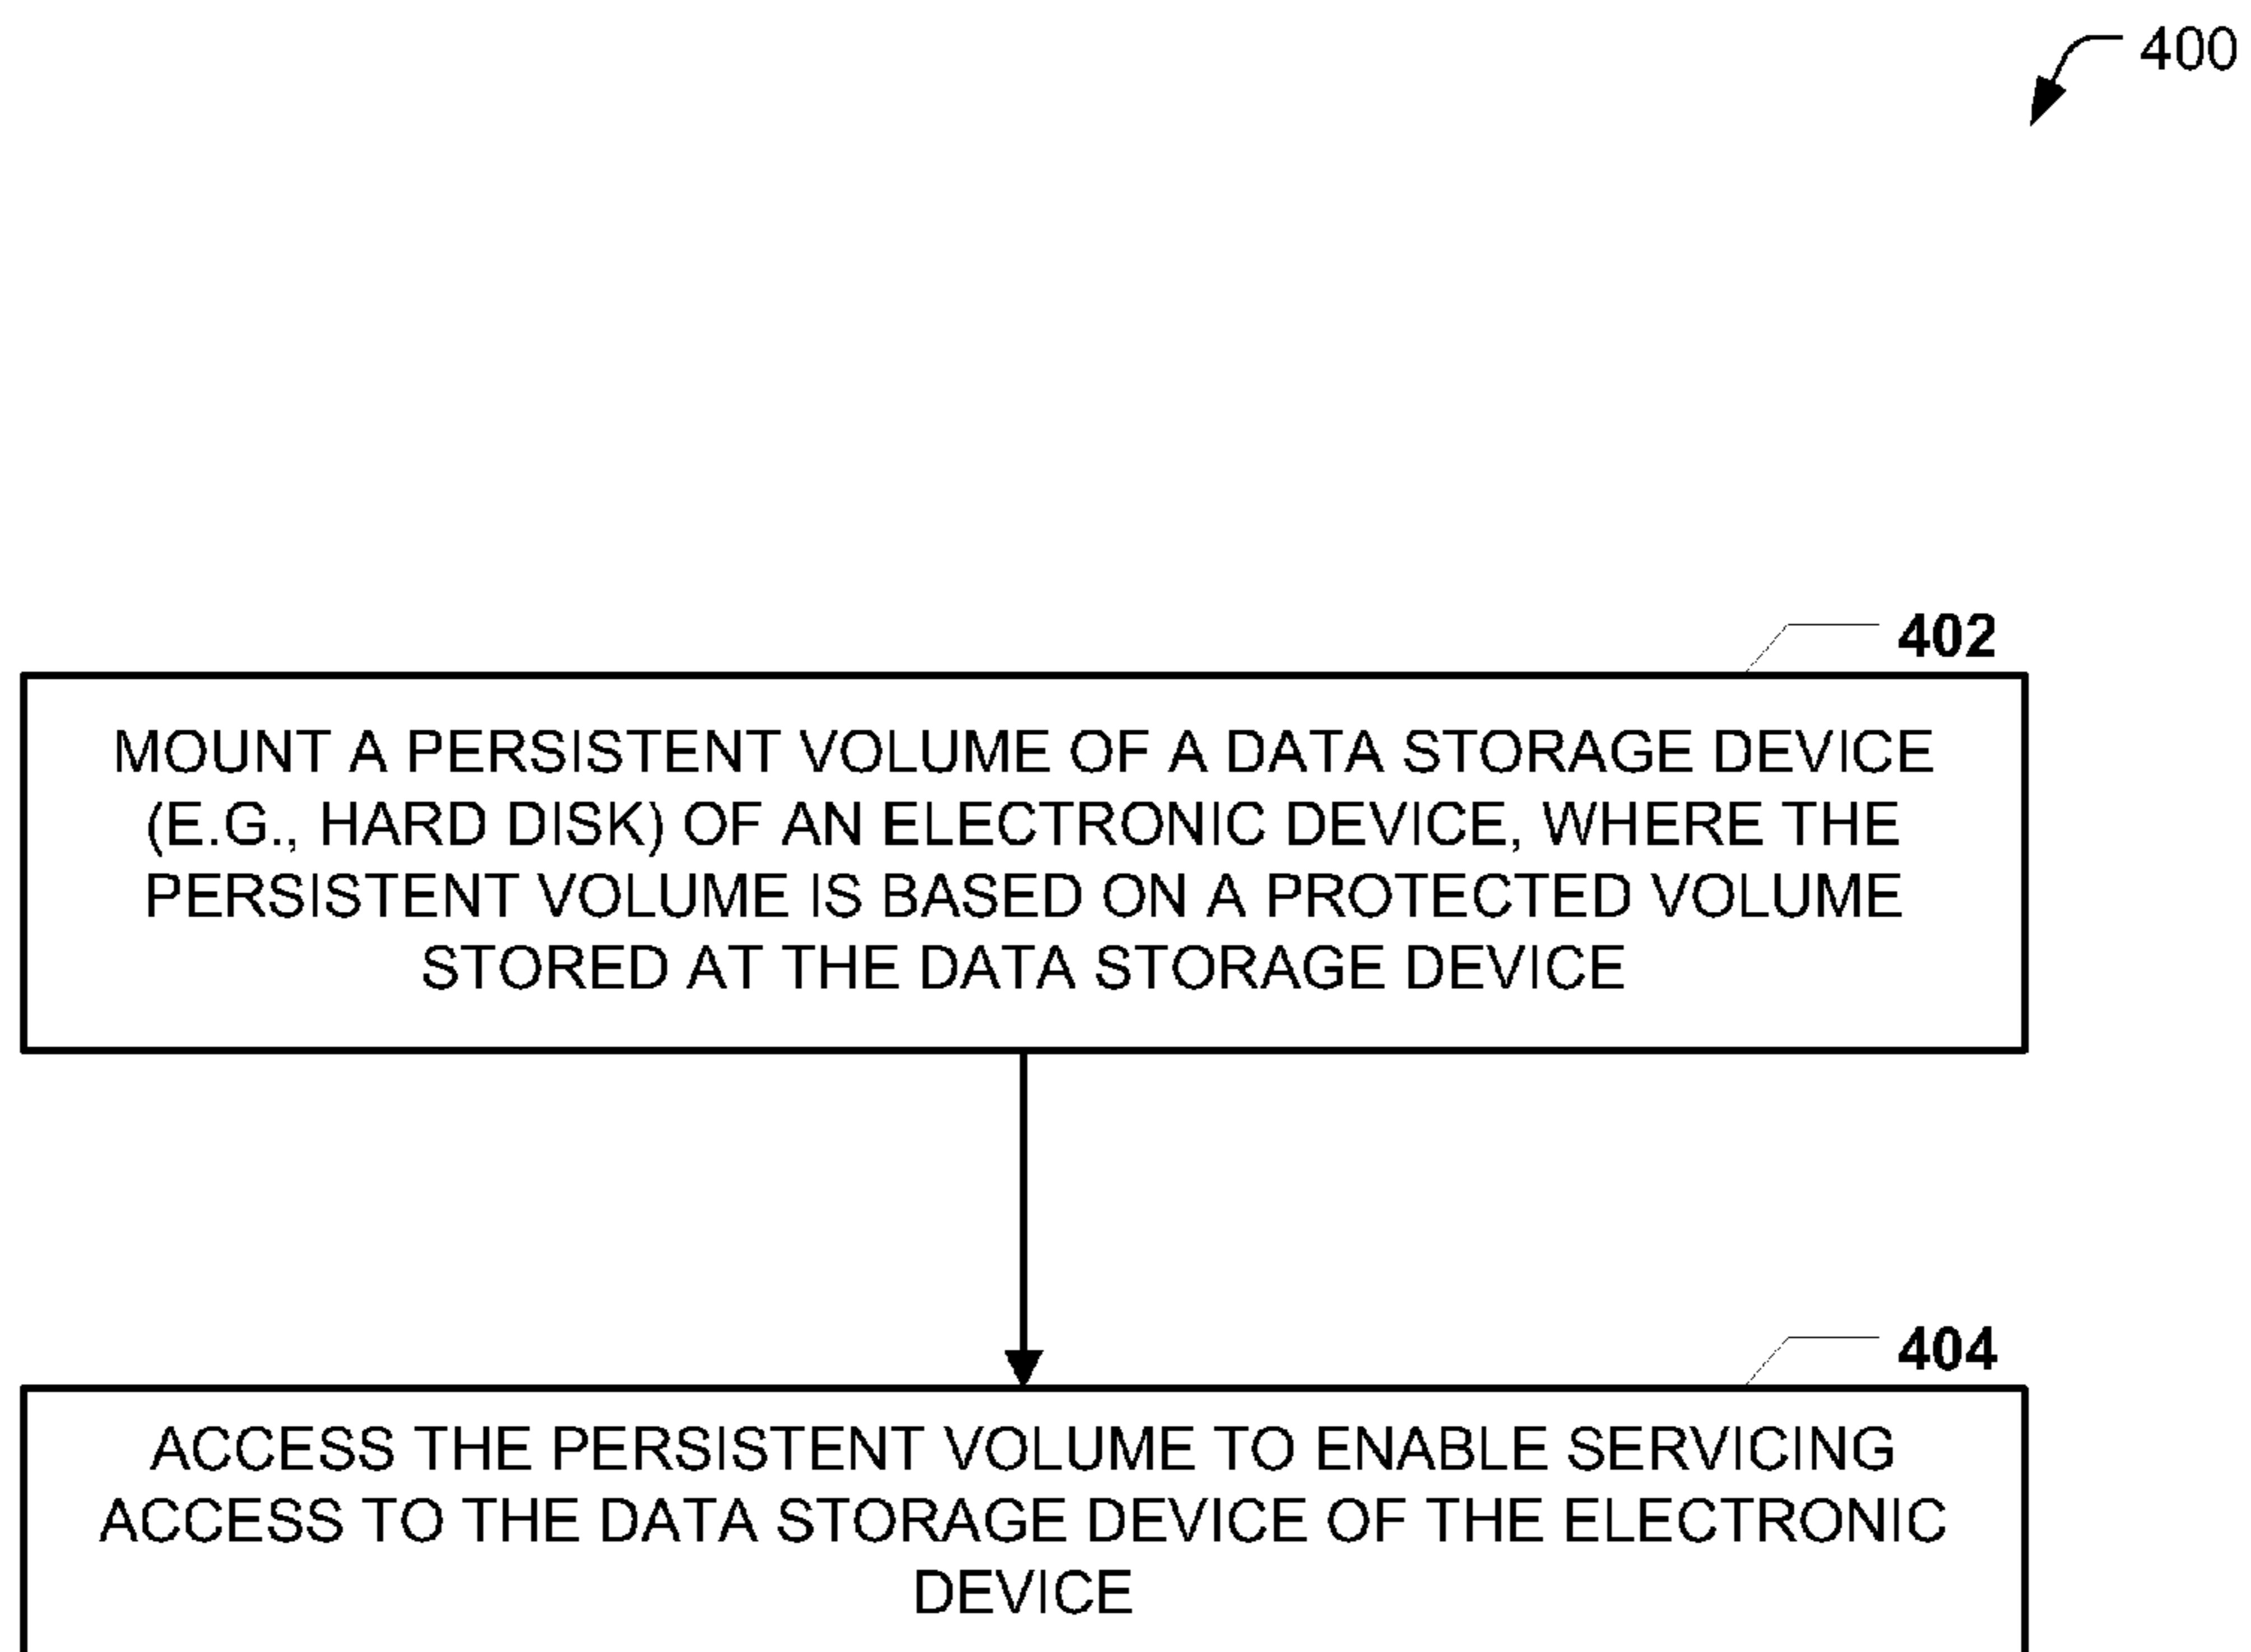 400
402
MOUNT A PERSISTENT VOLUME OF A DATA STORAGE DEVICE
(E.G., HARD DISK) OF AN ELECTRONIC DEVICE, WHERE THE
PERSISTENT VOLUME IS BASED ON A PROTECTED VOLUME
STORED AT THE DATA STORAGE DEVICE
404
ACCESS THE PERSISTENT VOLUME TO ENABLE SERVICING
ACCESS TO THE DATA STORAGE DEVICE OF THE ELECTRONIC
DEVICE